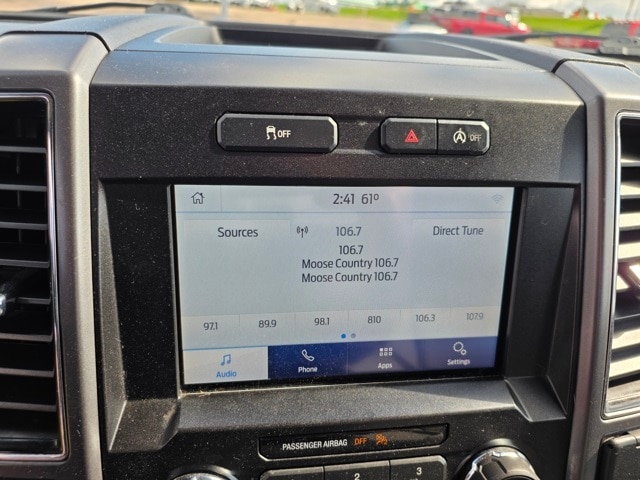 OFF
A OFF
2:41 61°
Sources 106.7 Direct Tune
106.7
Moose Country 106.7
Moose Country 106.7
97.1 89.9 98.1 810 106.3 107.9
Audio Phone Apps Settings
PASSENGER AIRBAG OFF
2 3